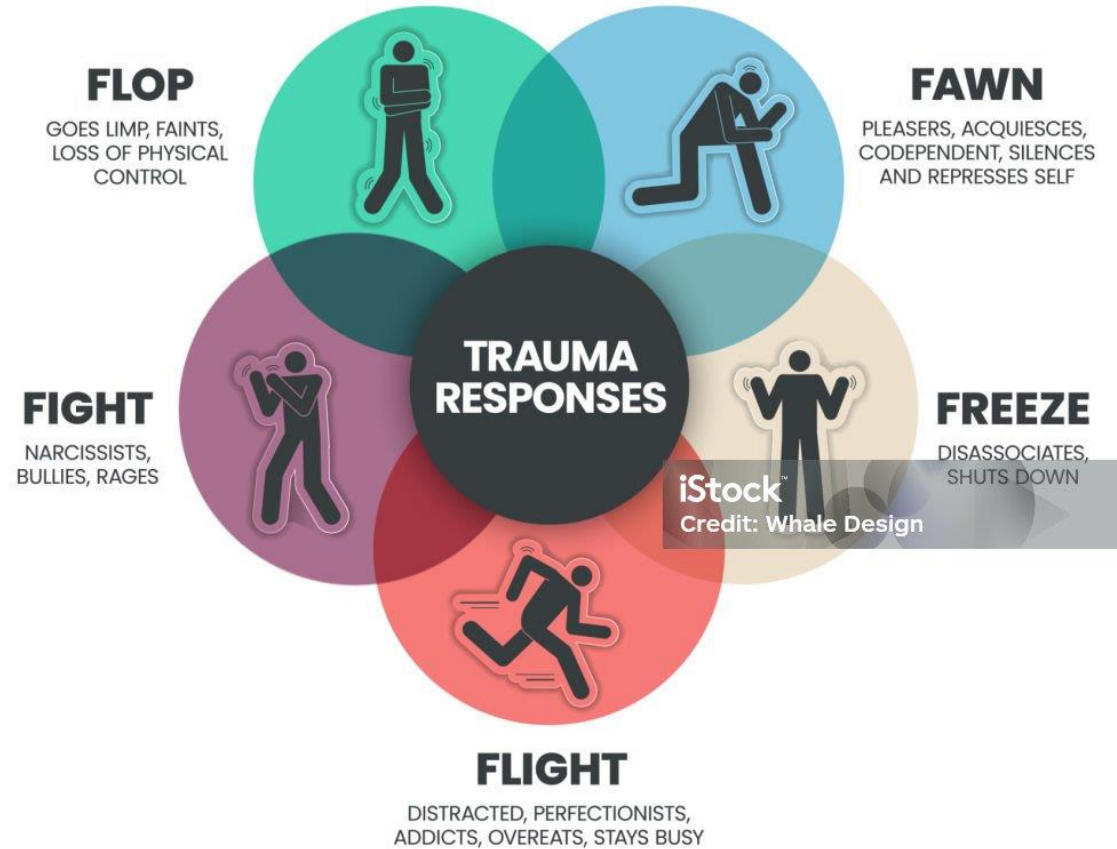 FLOP
GOES LIMP, FAINTS,
LOSS OF PHYSICAL
CONTROL
FAWN
PLEASERS, ACQUIESCES,
CODEPENDENT, SILENCES
AND REPRESSES SELF
TRAUMA
RESPONSES
FIGHT
NARCISSISTS,
BULLIES, RAGES
FREEZE
DISASSOCIATES,
SHUTS DOWN
iStock™
Credit: Whale Design
FLIGHT
DISTRACTED, PERFECTIONISTS,
ADDICTS, OVEREATS, STAYS BUSY